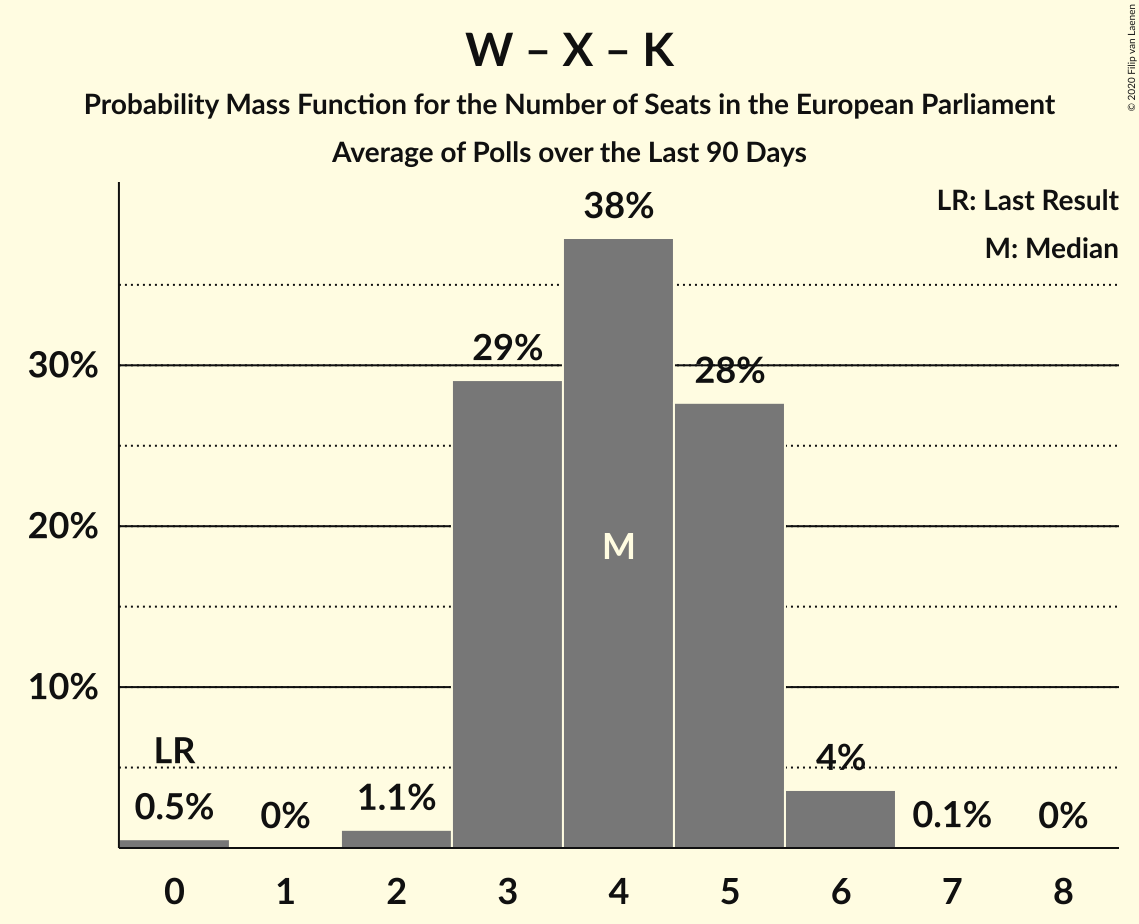 W – X – K
Probability Mass Function for the Number of Seats in the European Parliament
Average of Polls over the Last 90 Days
© 2020 Filip van Laenen
LR: Last Result
M: Median
38%
29%
28%
30%
20%
10%
M
LR
0.5%
0%
1.1%
4%
0.1%
0%
0
1
2
3
4
5
6
7
8